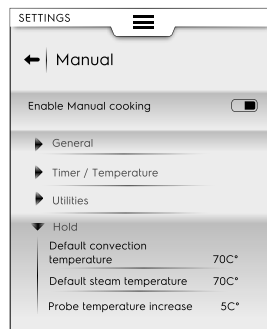 SETTINGS
Manual
Enable Manual cooking
General
Timer / Temperature
Utilities
Hold
Default convection
temperature 70C°
Default steam temperature 70C°
Probe temperature increase 5C°